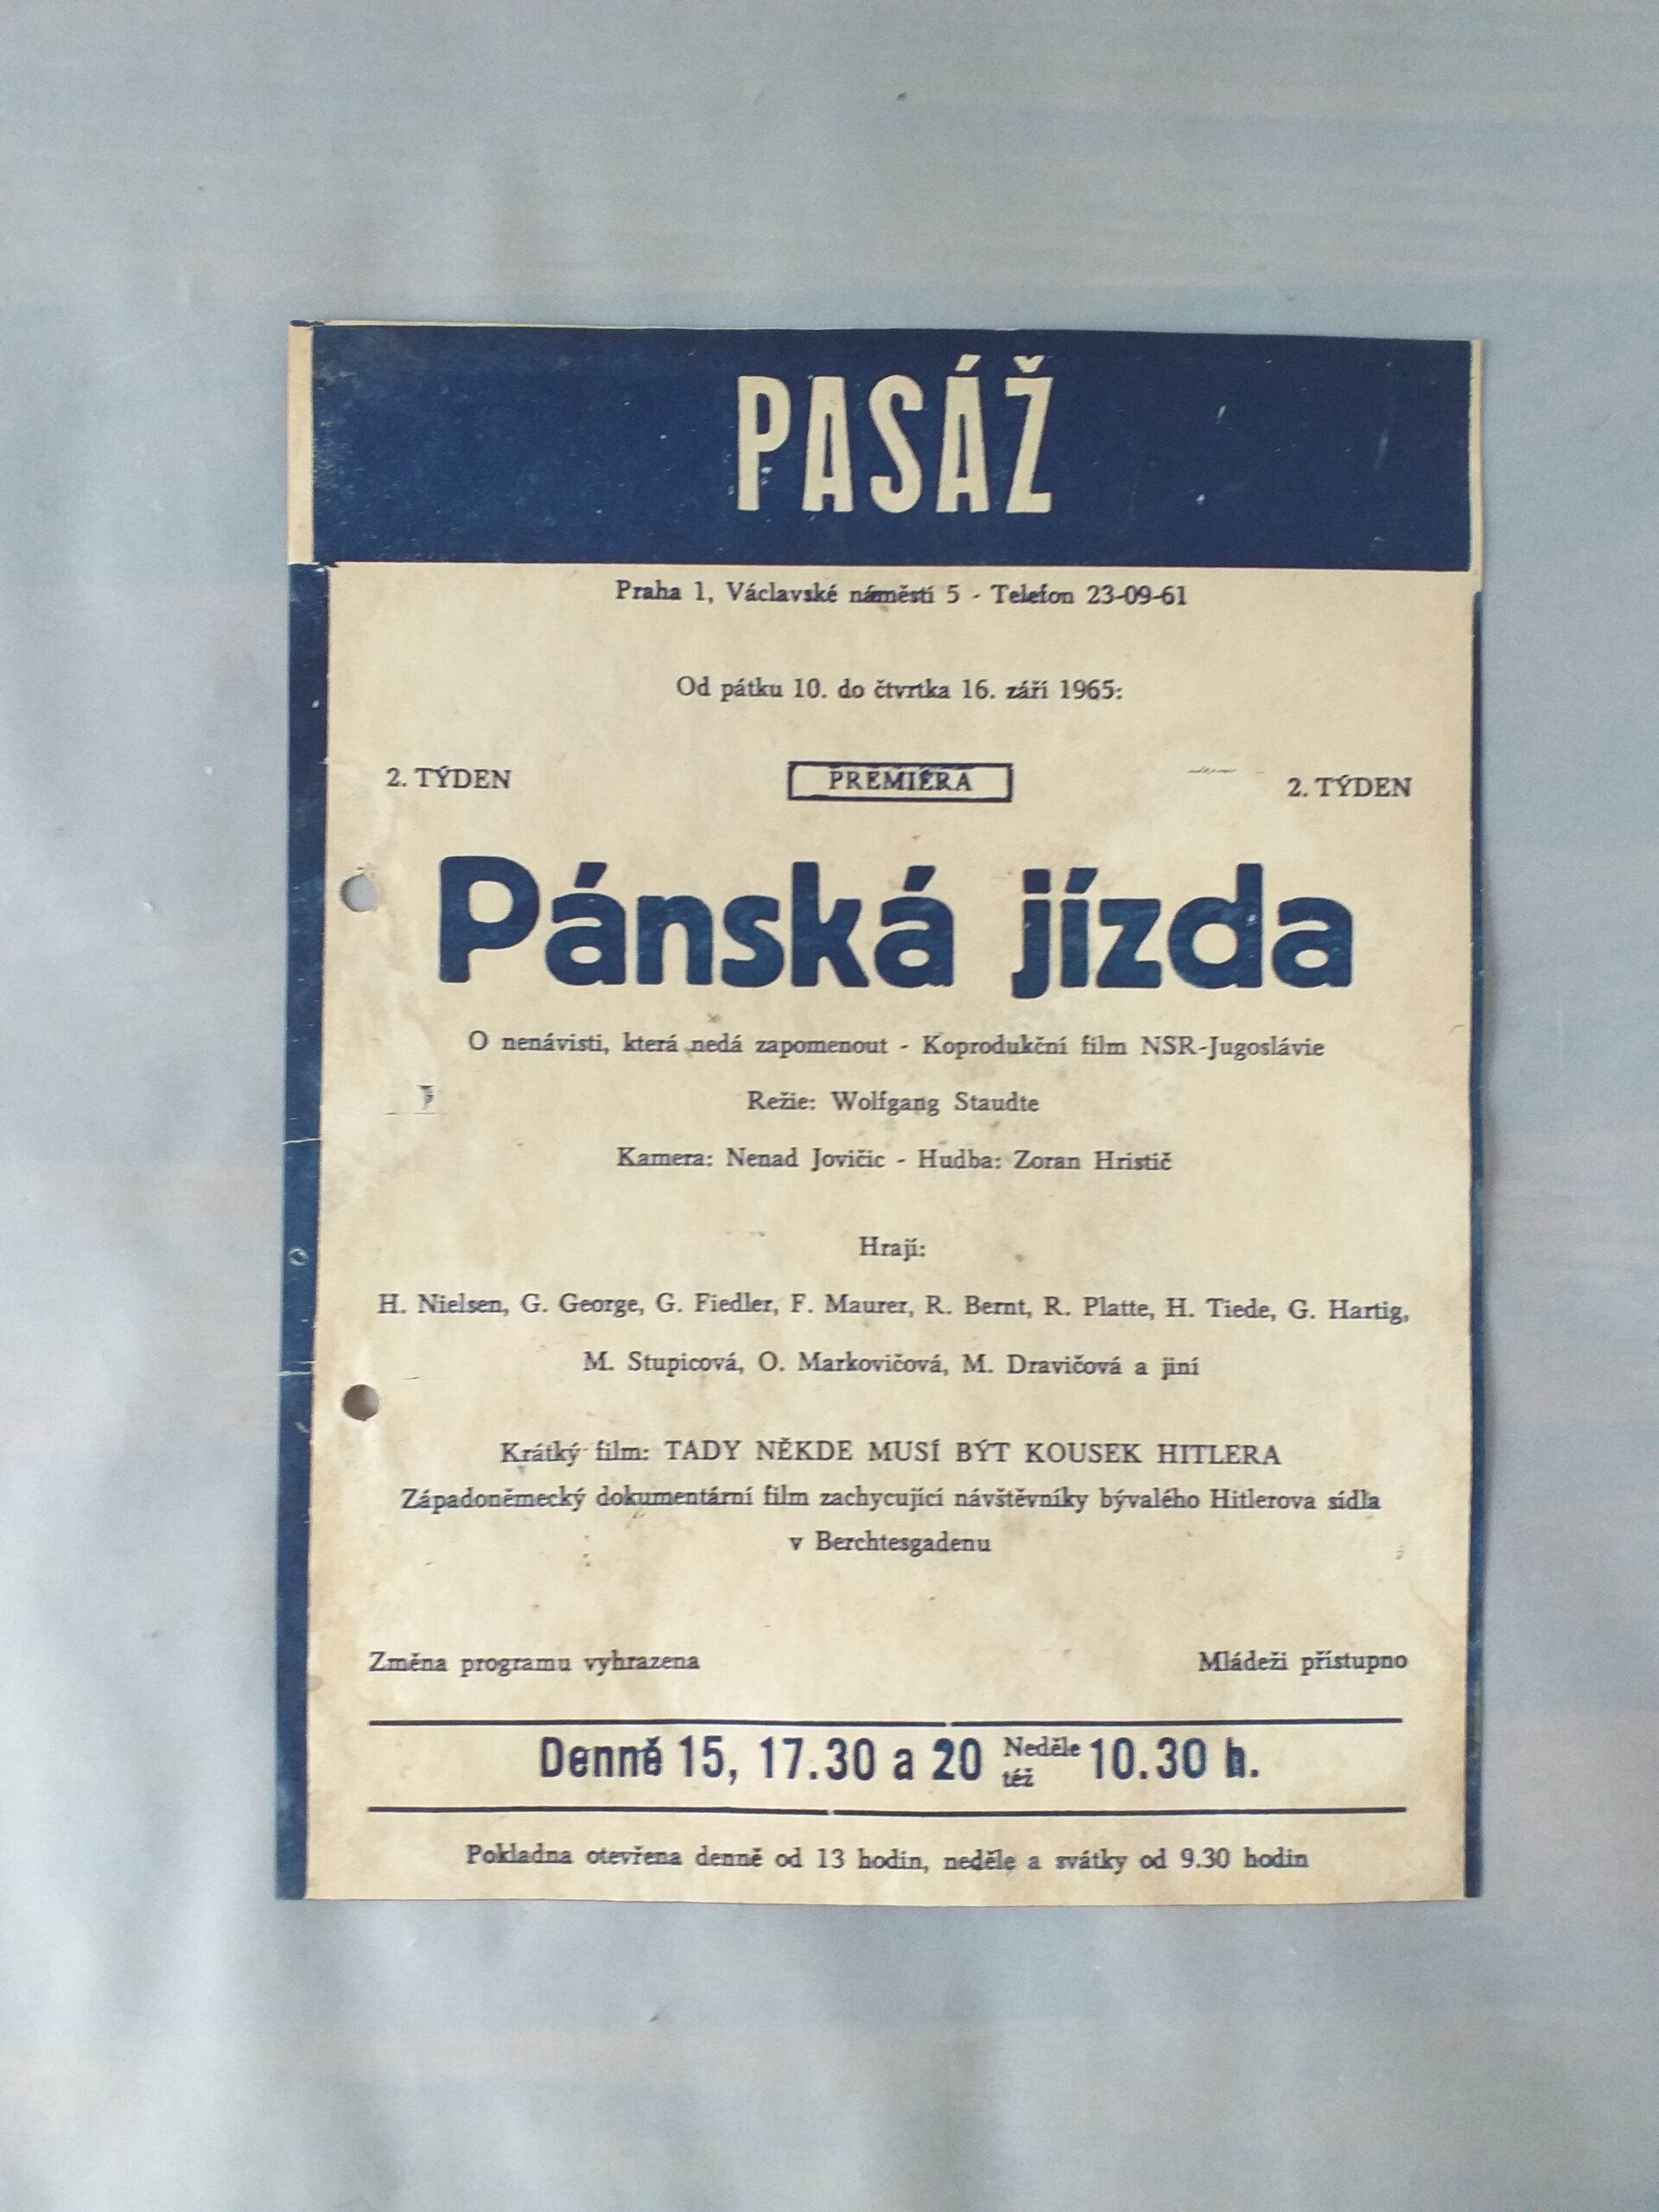 PASÁŽ
Praha 1, Václavské náměstí 5 - Telefon 23-09-61
Od pátku 10. do čtvrtka 16. září 1965:
2. TÝDEN PREMIÉRA 2. TÝDEN
Pánská jízda
O nenávisti, která nedá zapomenout - Koprodukční film NSR-Jugoslávie
Režie: Wolfgang Staudte
Kamera: Nenad Jovičic - Hudba: Zoran Hristič
Hrají:
H. Nielsen, G. George, G. Fiedler, F. Maurer, R. Bernt, R. Platte, H. Tiede, G. Hartig,
M. Stupicová, O. Markovičová, M. Dravičová a jiní
Krátký film: TADY NĚKDE MUSÍ BÝT KOUSEK HITLERA
Západoněmecký dokumentární film zachycující návštěvníky bývalého Hitlerova sídla
v Berchtesgadenu
Změna programu vyhrazena Mládeži přístupno
Denně 15, 17.30 a 20 Neděle též 10.30 h.
Pokladna otevřena denně od 13 hodin, neděle a svátky od 9.30 hodin